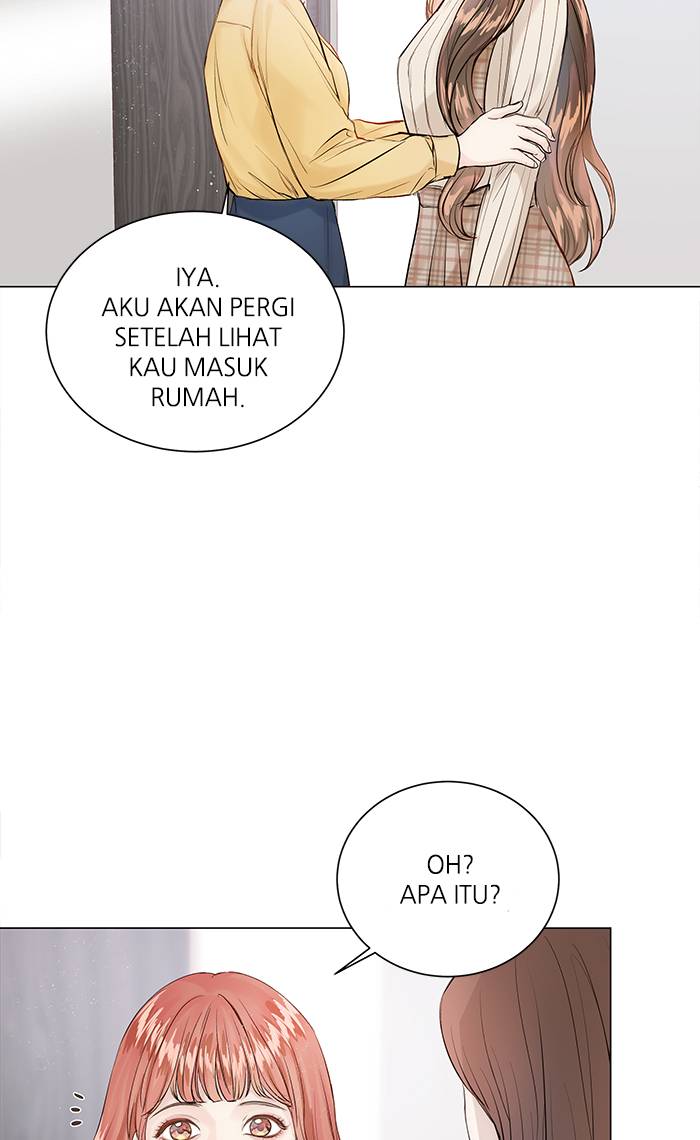 IYA.
AKU AKAN PERGI
SETELAH LIHAT
KAU MASUK
RUMAH.
OH?
APA ITU?